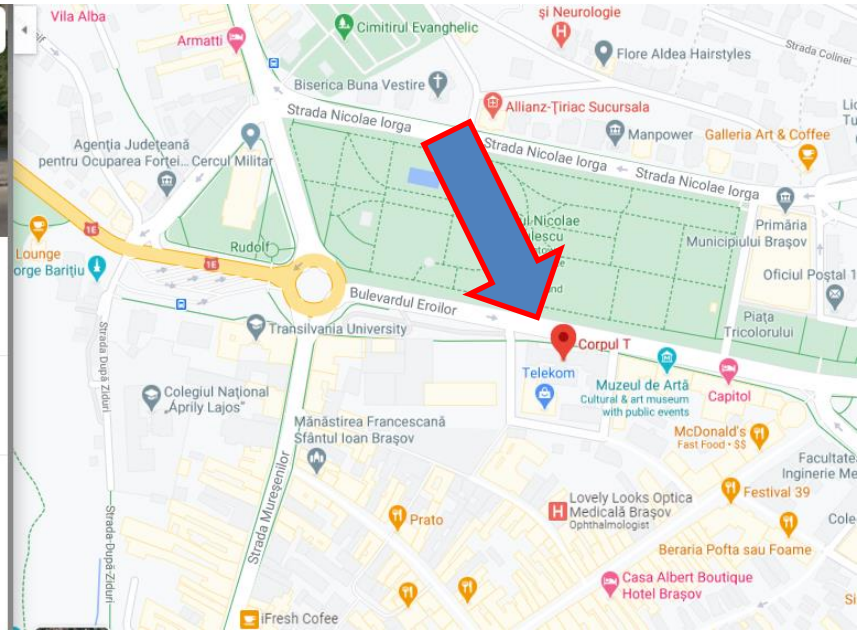 Vila Alba
Armatti
Cimitirul Evanghelic
și Neurologie
Flore Aldea Hairstyles
Strada Colinei
Biserica Buna Vestire
Strada Nicolae Iorga
Allianz-Țiriac Sucursala
Manpower
Galleria Art & Coffee
Agenția Județeană
pentru Ocuparea Forței...
Cercul Militar
Strada Nicolae Iorga
Strada Nicolae Iorga
Primăria
Municipiului Brașov
Nicolae
Lounge
orge Barițiu
1E
1E
Rudolf
Oficiul Poștal 1
Bulevardul Eroilor
Piața
Tricolorului
Transilvania University
Corpul T
Telekom
Muzeul de Artă
Cultural & art museum
with public events
Capitol
Strada După Ziduri
Colegiul Național
„Áprily Lajos"
Mănăstirea Francescană
Sfântul Ioan Brașov
McDonald's
Fast Food • $$
Inginerie Me
Festival 39
Strada Mureșenilor
Lovely Looks Optica
Medicală Brașov
Ophthalmologist
Prato
Strada-După-Ziduri
Beraria Pofta sau Foame
Casa Albert Boutique
Hotel Brașov
iFresh Cofee